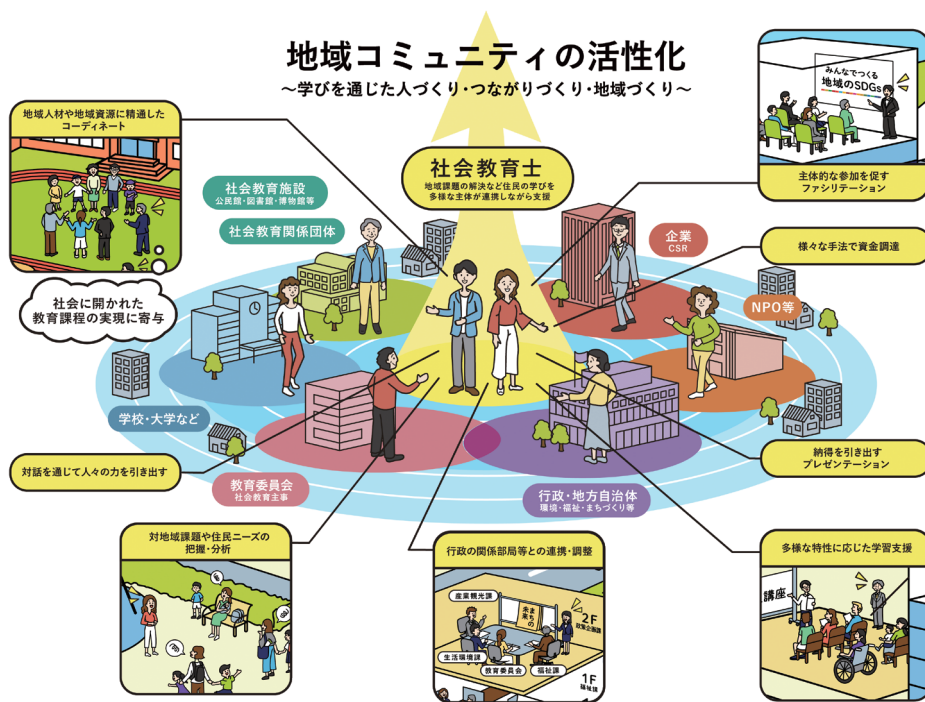 地域コミュニティの活性化
〜学びを通じた人づくり・つながりづくり・地域づくり〜
地域人材や地域資源に精通した
コーディネート
社会に開かれた
教育課程の実現に寄与
社会教育施設
公民館・図書館・博物館等
社会教育関係団体
社会教育士
地域課題の解決など住民の学びを
多様な主体が連携しながら支援
みんなでつくる
地域のSDGs
主体的な参加を促す
ファシリテーション
企業
CSR
様々な手法で資金調達
NPO等
学校・大学など
対話を通じて人々の力を引き出す
教育委員会
社会教育主事
行政・地方自治体
環境・福祉・まちづくり等
納得を引き出す
プレゼンテーション
対地域課題や住民ニーズの
把握・分析
行政の関係部局等との連携・調整
産業観光課
まちの
未来
2F
政策企画課
生活環境課
教育委員会
福祉課
1F
福祉課
多様な特性に応じた学習支援
講座